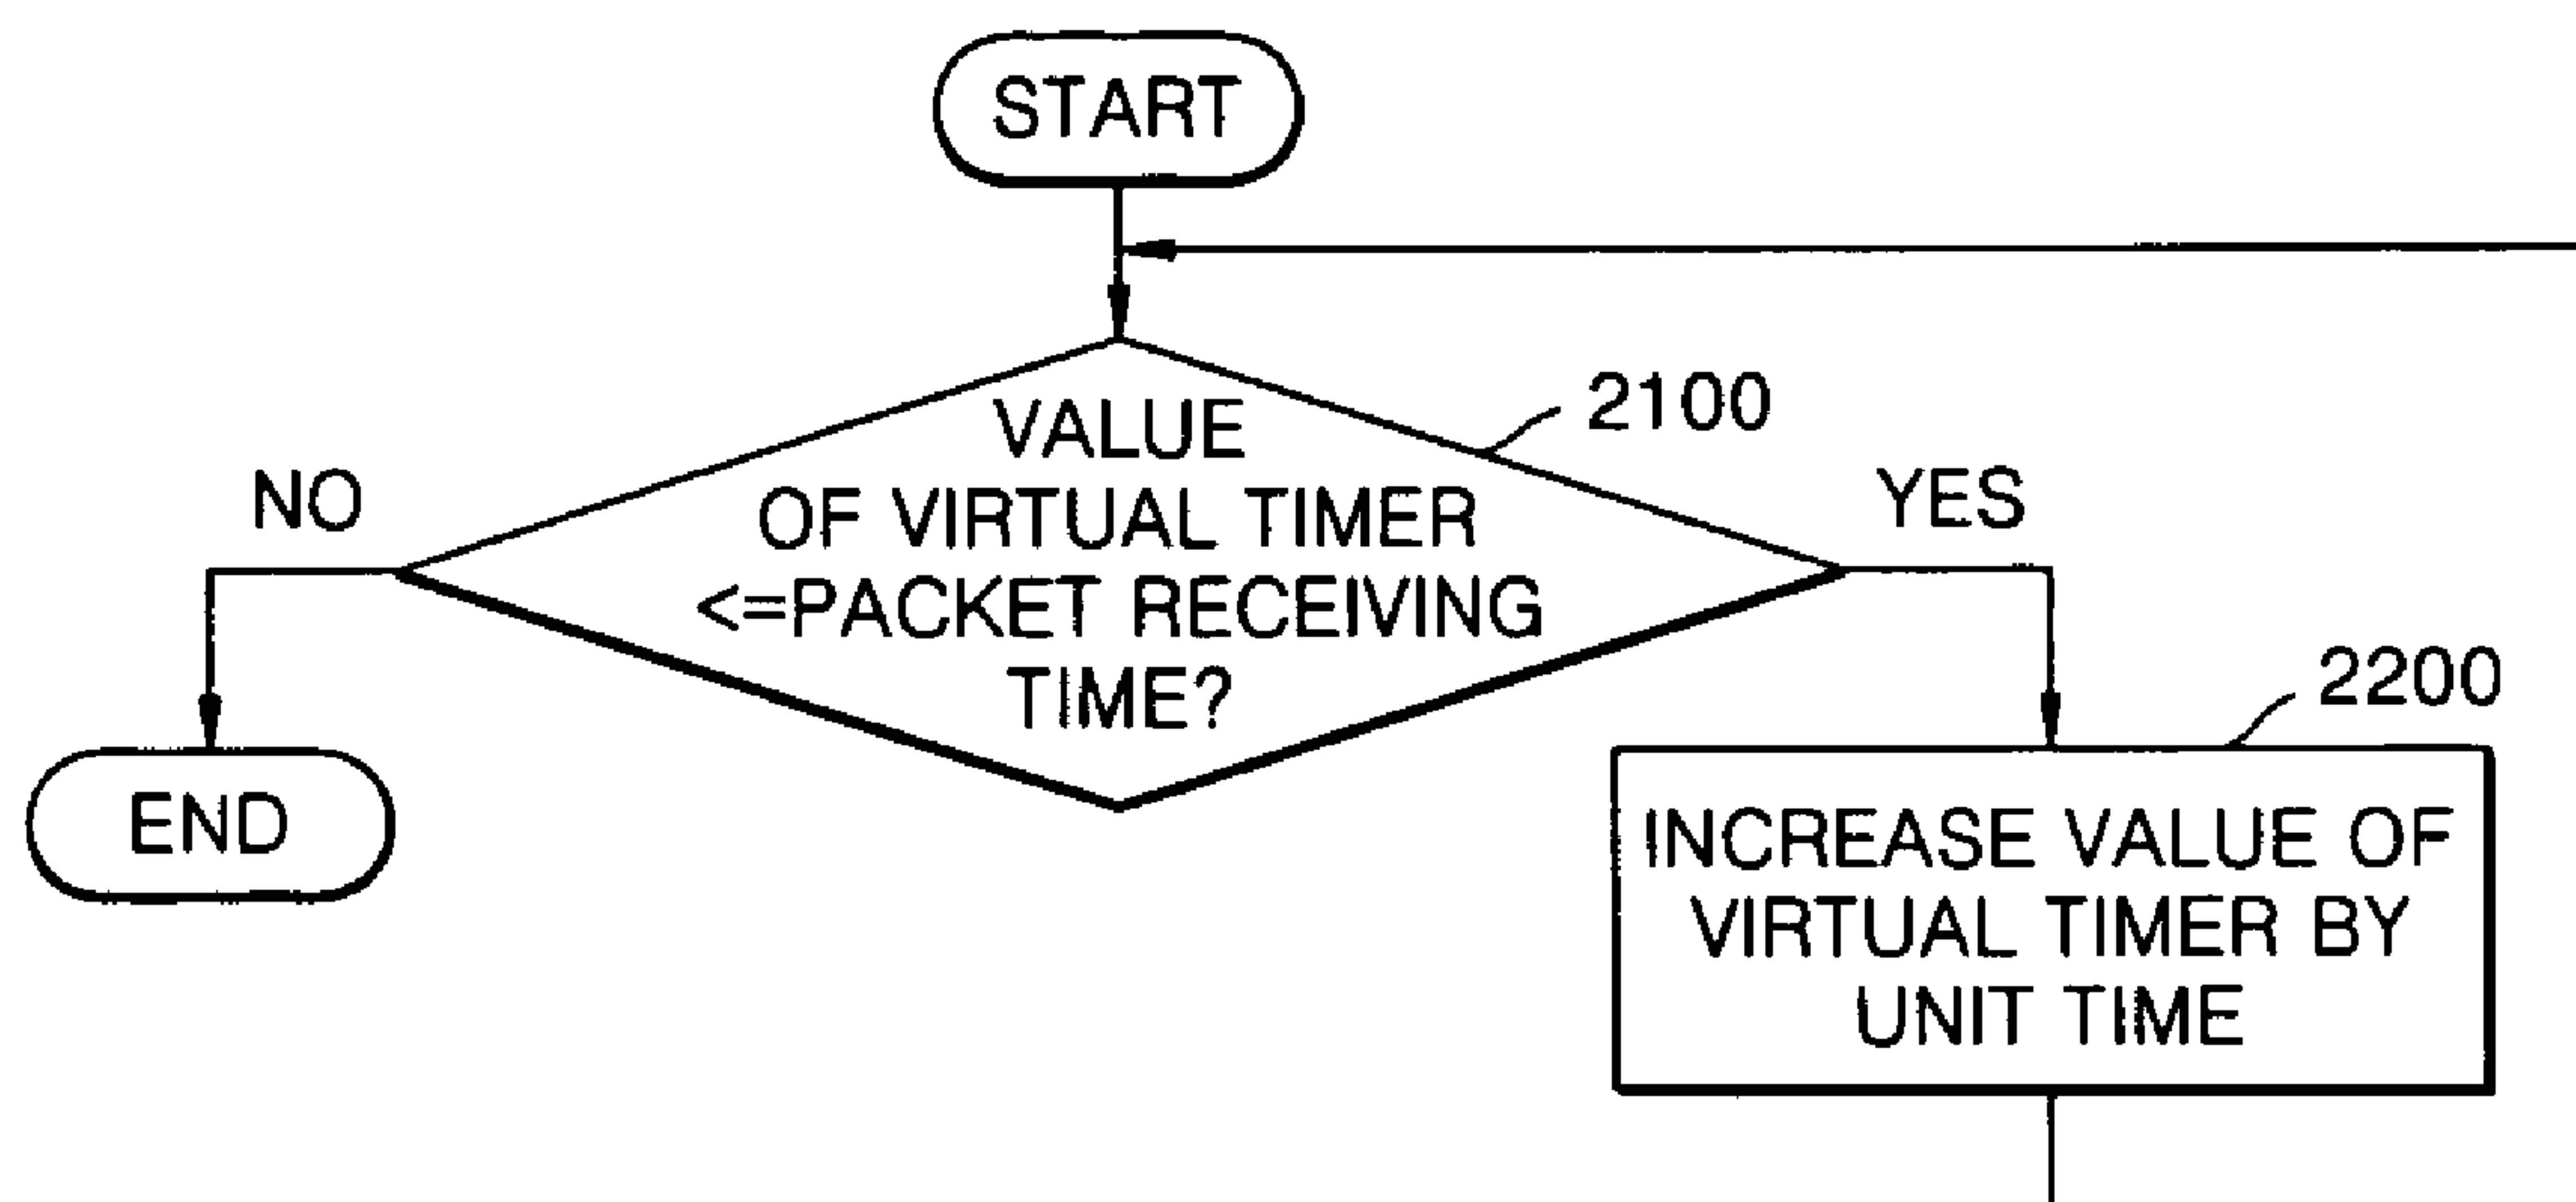 START
2100
VALUE
OF VIRTUAL TIMER
<=PACKET RECEIVING
TIME?
NO
YES
END
2200
INCREASE VALUE OF
VIRTUAL TIMER BY
UNIT TIME